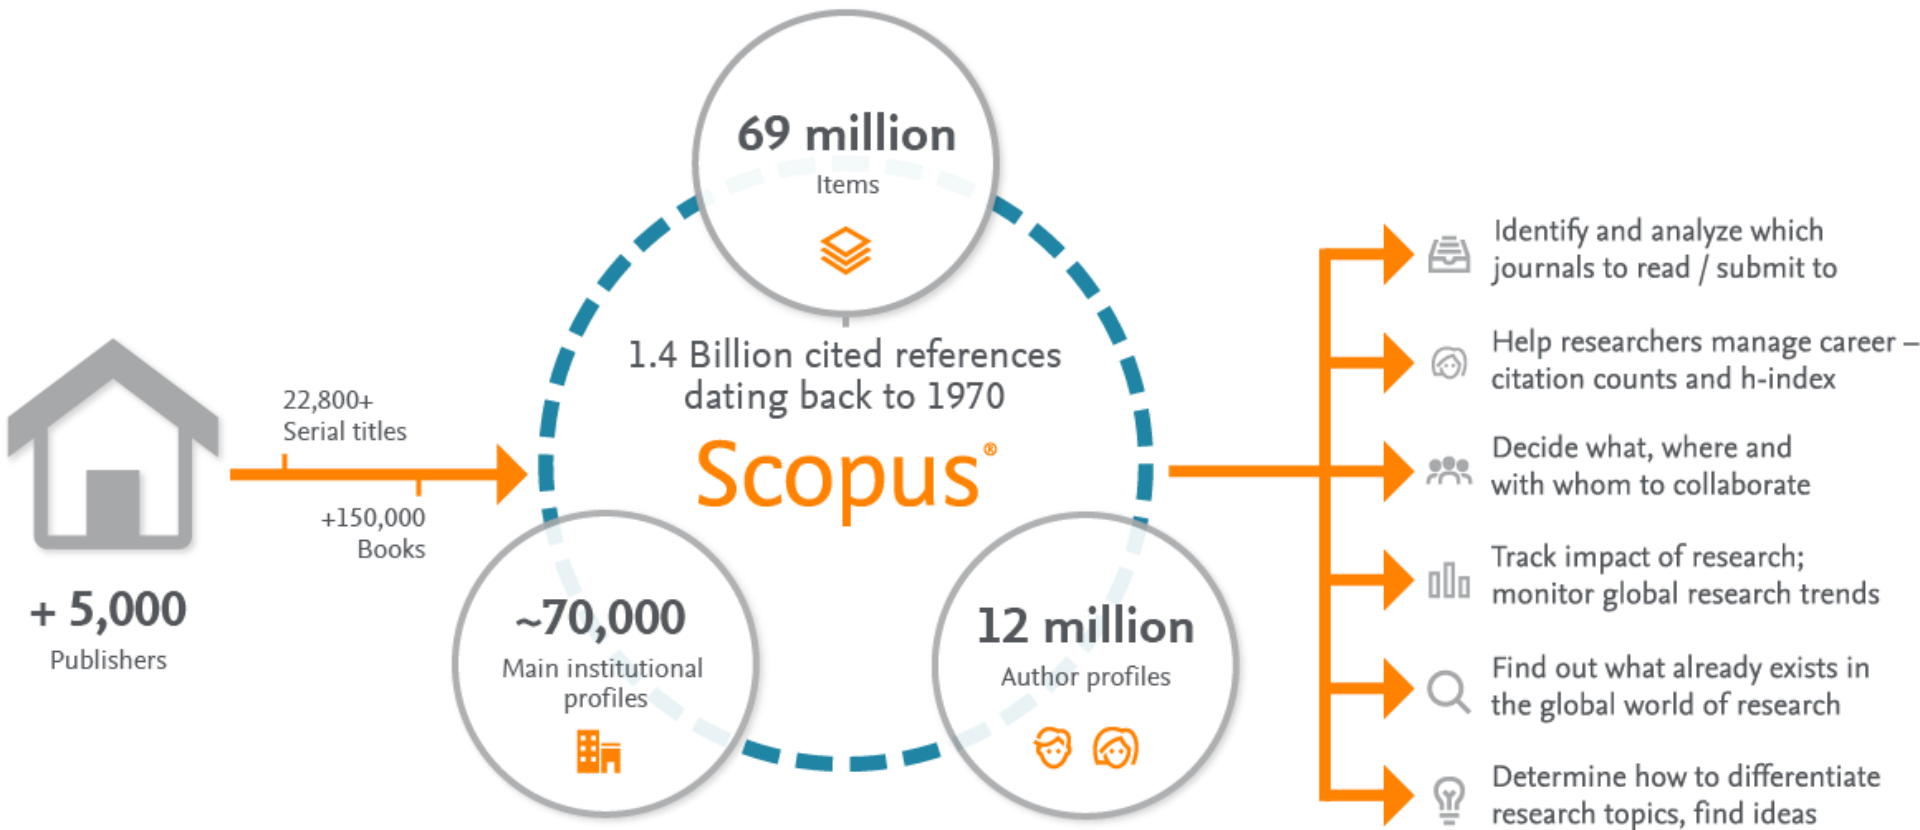 + 5,000
Publishers
22,800+
Serial titles
+150,000
Books
69 million
Items
1.4 Billion cited references
dating back to 1970
Scopus®
~70,000
Main institutional
profiles
12 million
Author profiles
Identify and analyze which
journals to read / submit to
Help researchers manage career –
citation counts and h-index
Decide what, where and
with whom to collaborate
Track impact of research;
monitor global research trends
Find out what already exists in
the global world of research
Determine how to differentiate
research topics, find ideas